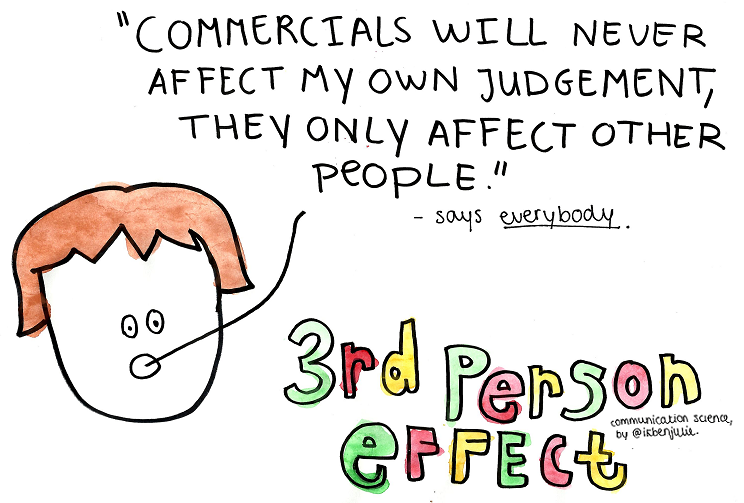 "COMMERCIALS WILL NEVER
AFFECT MY OWN JUDGEMENT,
THEY ONLY AFFECT OTHER
PEOPLE."
- says everybody.
3rd Person
EFFECt
communication science,
by @ikbenjulie.